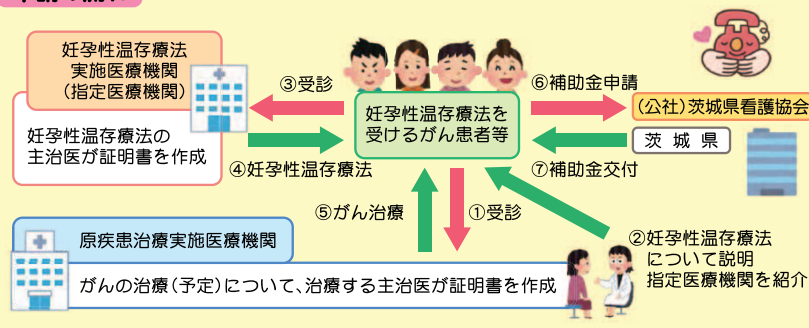 妊孕性温存療法
実施医療機関
(指定医療機関)
妊孕性温存療法の
主治医が証明書を作成
③受診
④妊孕性温存療法
妊孕性温存療法を
受けるがん患者等
⑥補助金申請
(公社)茨城県看護協会
茨城県
⑦補助金交付
⑤がん治療
①受診
②妊孕性温存療法
について説明
指定医療機関を紹介
原疾患治療実施医療機関
がんの治療(予定)について、治療する主治医が証明書を作成